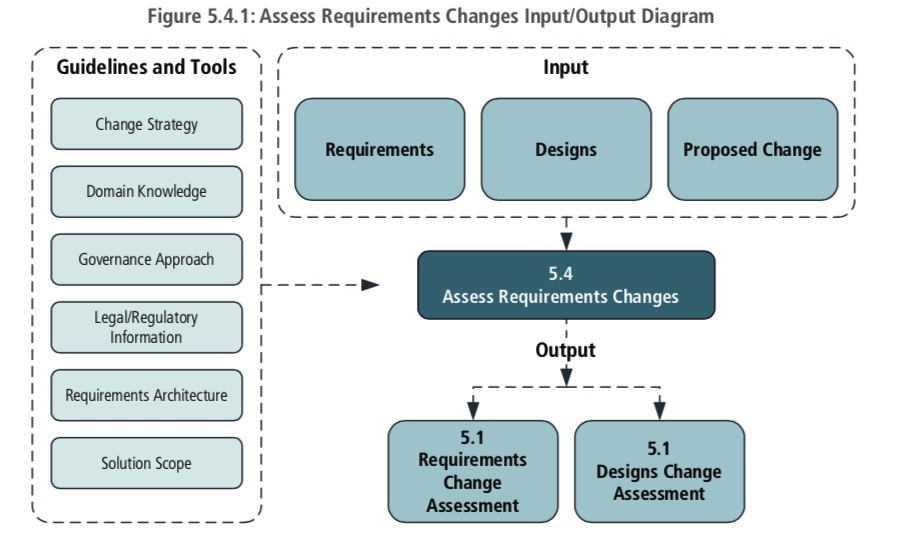 Figure 5.4.1: Assess Requirements Changes Input/Output Diagram
Guidelines and Tools
Change Strategy
Domain Knowledge
Governance Approach
Legal/Regulatory
Information
Requirements Architecture
Solution Scope
Input
Requirements
Designs
Proposed Change
5.4
Assess Requirements Changes
Output
5.1
Requirements
Change
Assessment
5.1
Designs Change
Assessment